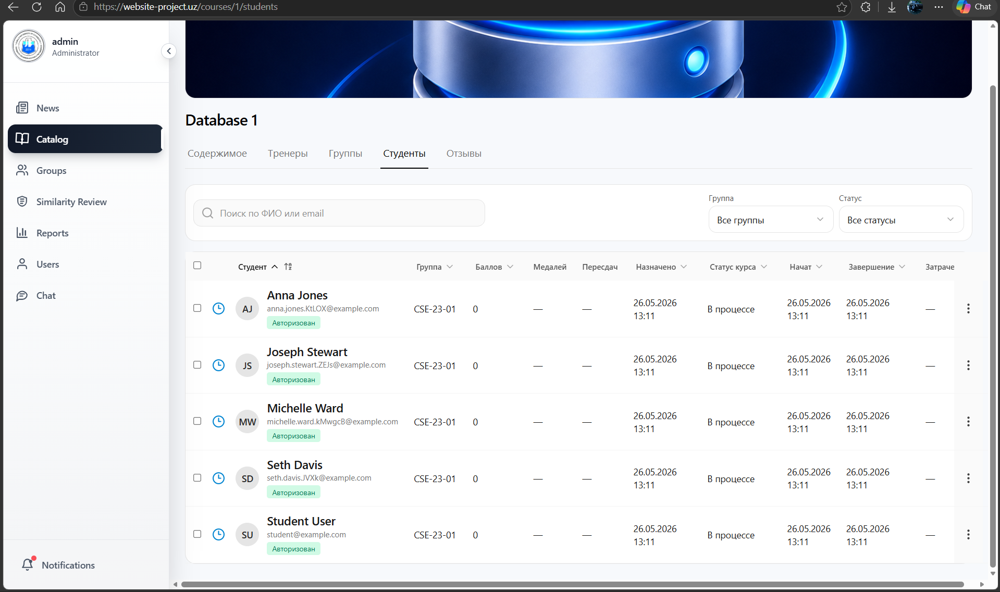 https://website-project.uz/courses/1/students
Chat
admin
Administrator
News
Catalog
Groups
Similarity Review
Reports
Users
Chat
Notifications
Database 1
Содержимое Тренеры Группы Студенты Отзывы
Поиск по ФИО или email
Группа
Все группы
Статус
Все статусы
Студент Группа Баллов Медалей Пересдач Назначено Статус курса Начат Завершение Затраче
Anna Jones
AJ anna.jones.KtLOX@example.com CSE-23-01 0 — — 26.05.2026 13:11 В процессе 26.05.2026 13:11 26.05.2026 13:11 —
Авторизован
Joseph Stewart
JS joseph.stewart.ZEJs@example.com CSE-23-01 0 — — 26.05.2026 13:11 В процессе 26.05.2026 13:11 26.05.2026 13:11 —
Авторизован
Michelle Ward
MW michelle.ward.kMwgcB@example.com CSE-23-01 0 — — 26.05.2026 13:11 В процессе 26.05.2026 13:11 26.05.2026 13:11 —
Авторизован
Seth Davis
SD seth.davis.JVXk@example.com CSE-23-01 0 — — 26.05.2026 13:11 В процессе 26.05.2026 13:11 26.05.2026 13:11 —
Авторизован
Student User
SU student@example.com CSE-23-01 0 — — 26.05.2026 13:11 В процессе 26.05.2026 13:11 26.05.2026 13:11 —
Авторизован